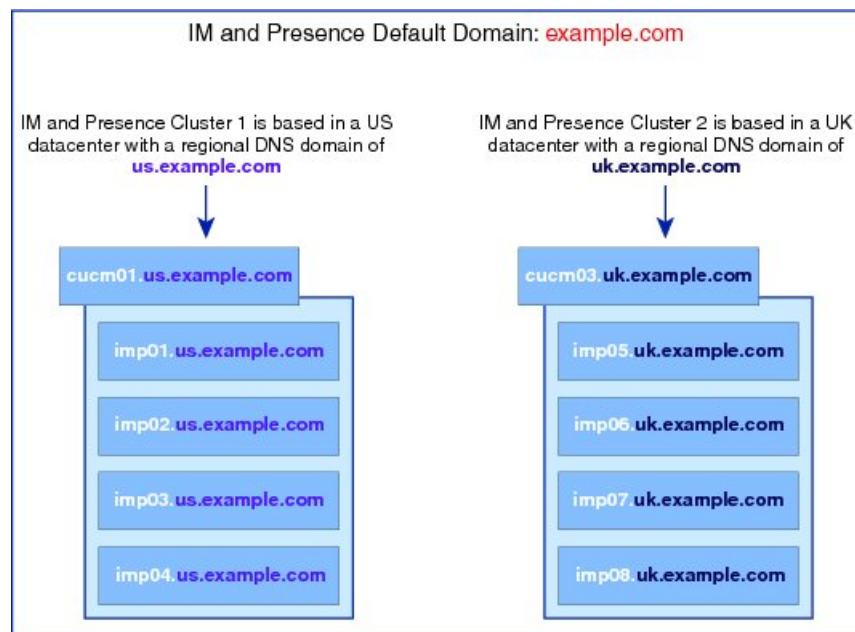 IM and Presence Default Domain: example.com
IM and Presence Cluster 1 is based in a US
datacenter with a regional DNS domain of
us.example.com
cucm01.us.example.com
imp01.us.example.com
imp02.us.example.com
imp03.us.example.com
imp04.us.example.com
IM and Presence Cluster 2 is based in a UK
datacenter with a regional DNS domain of
uk.example.com
cucm03.uk.example.com
imp05.uk.example.com
imp06.uk.example.com
imp07.uk.example.com
imp08.uk.example.com